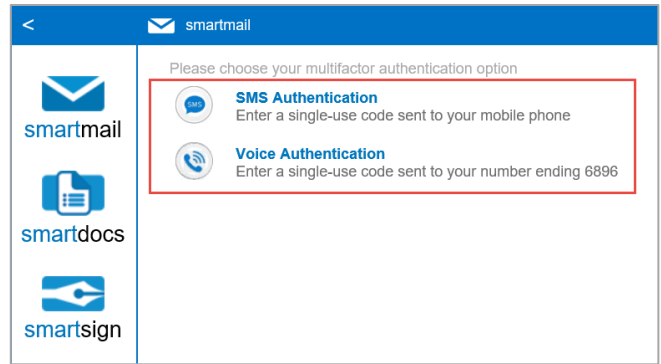 <
smartmail
Please choose your multifactor authentication option
SMS
SMS Authentication
Enter a single-use code sent to your mobile phone
Voice Authentication
Enter a single-use code sent to your number ending 6896
smartmail
smartdocs
smartsign